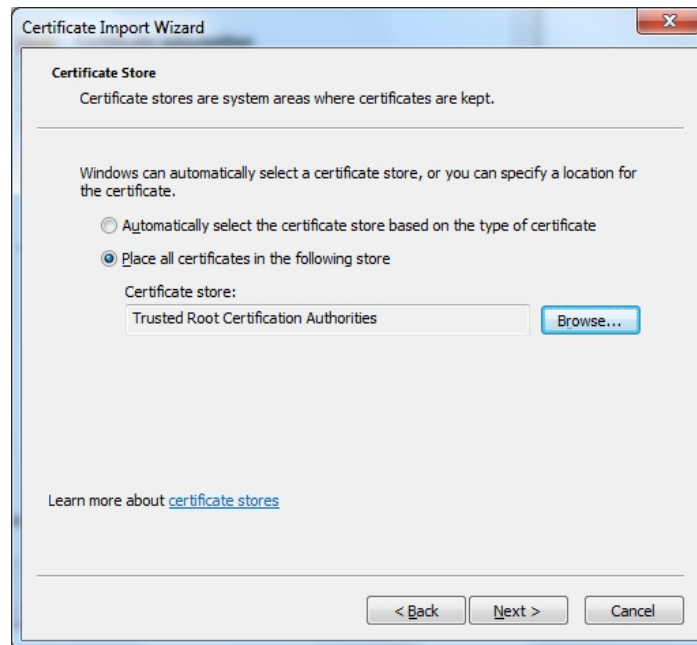 Certificate Import Wizard
Certificate Store
Certificate stores are system areas where certificates are kept.
Windows can automatically select a certificate store, or you can specify a location for
the certificate.
Automatically select the certificate store based on the type of certificate
Place all certificates in the following store
Certificate store:
Trusted Root Certification Authorities
Browse...
Learn more about certificate stores
< Back
Next >
Cancel